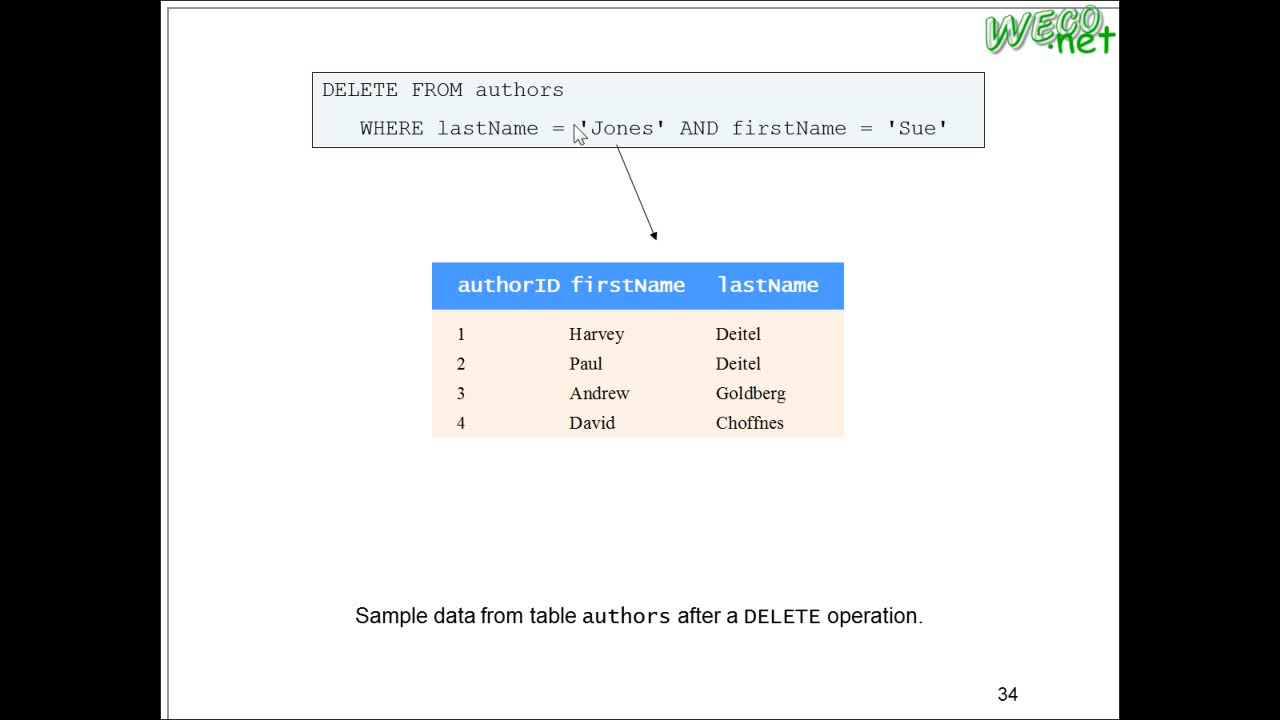 WECO
.net
DELETE FROM authors
WHERE lastName = 'Jones' AND firstName = 'Sue'
authorID firstName lastName
1 Harvey Deitel
2 Paul Deitel
3 Andrew Goldberg
4 David Choffnes
Sample data from table authors after a DELETE operation.
34